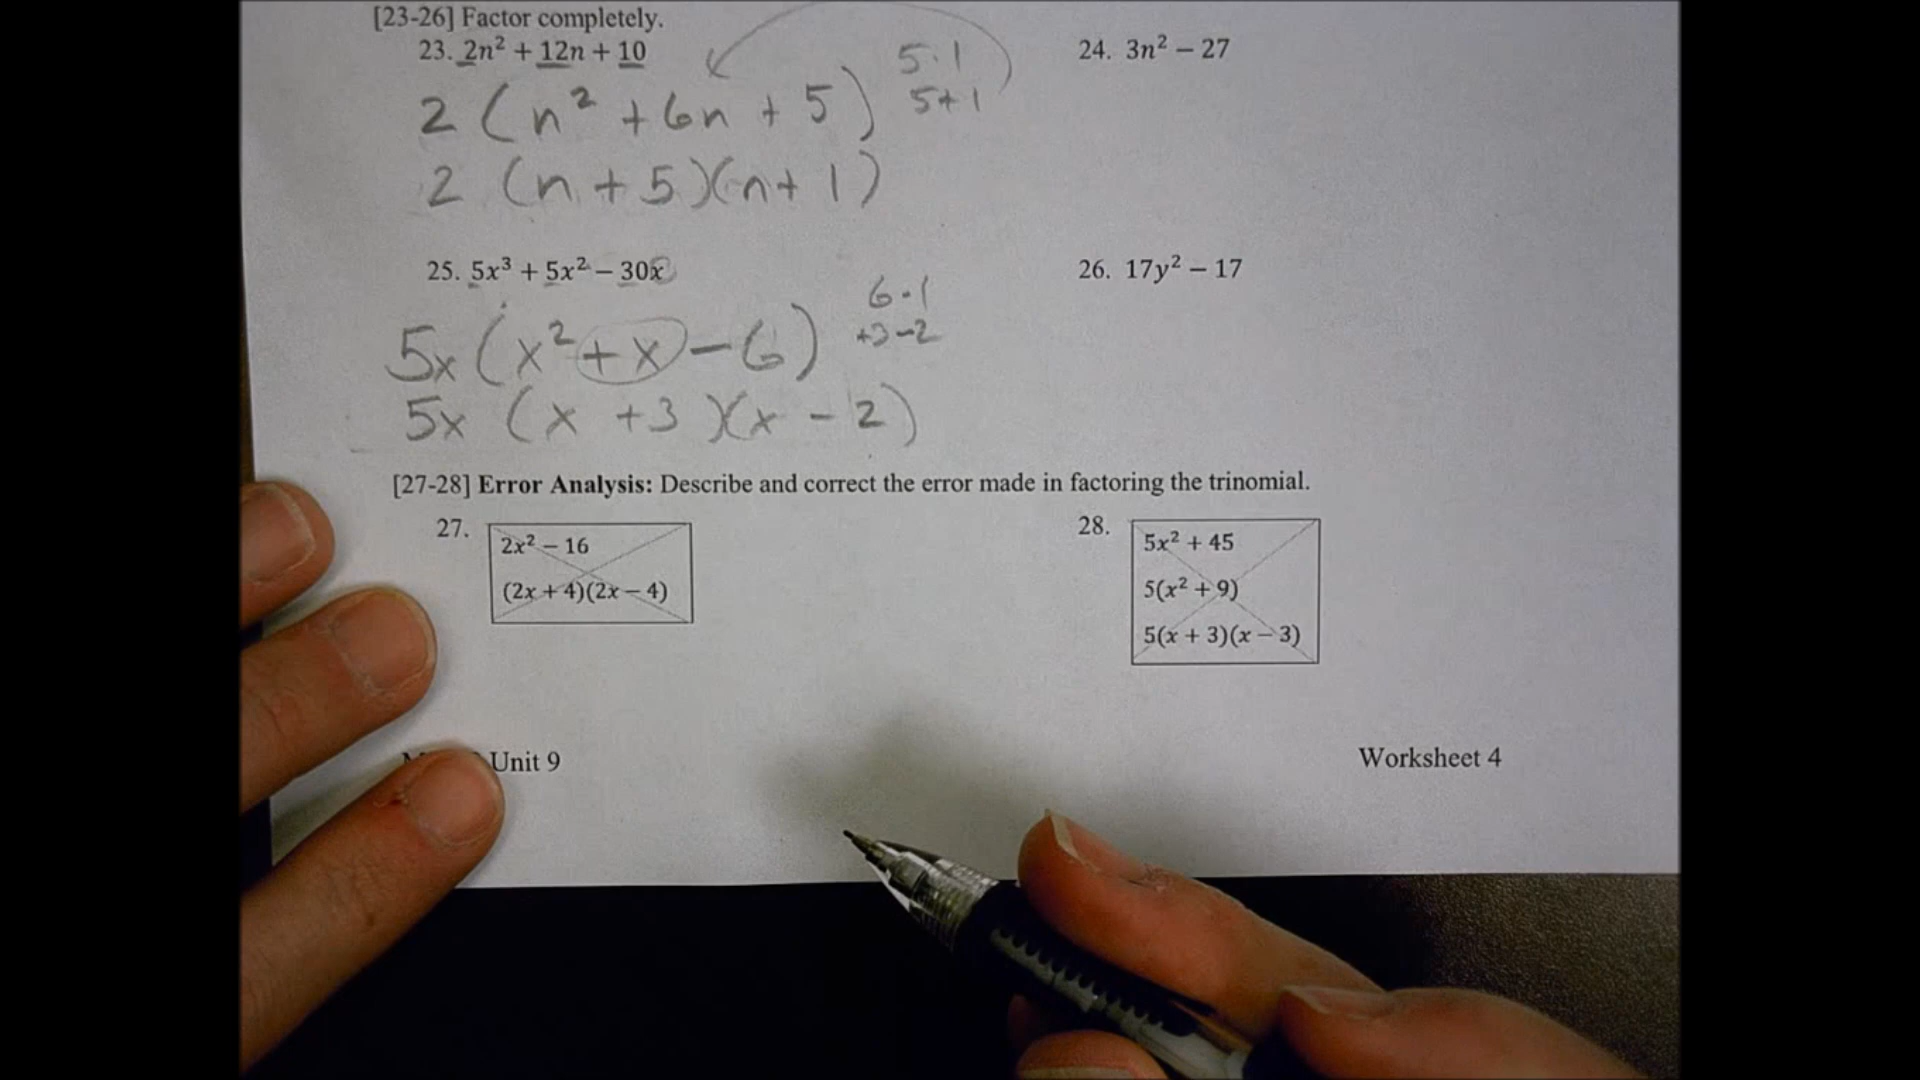 [23-26] Factor completely.
23. 2n² + 12n + 10
5·1
5+1
2 (n² + 6n + 5)
2 (n + 5)(n + 1)
24. 3n² − 27
25. 5x³ + 5x² − 30x
6·1
+3−2
5x (x² + x − 6)
5x (x + 3)(x − 2)
26. 17y² − 17
[27-28] Error Analysis: Describe and correct the error made in factoring the trinomial.
27.
2x² − 16
(2x + 4)(2x − 4)
28.
5x² + 45
5(x² + 9)
5(x + 3)(x − 3)
Unit 9
Worksheet 4